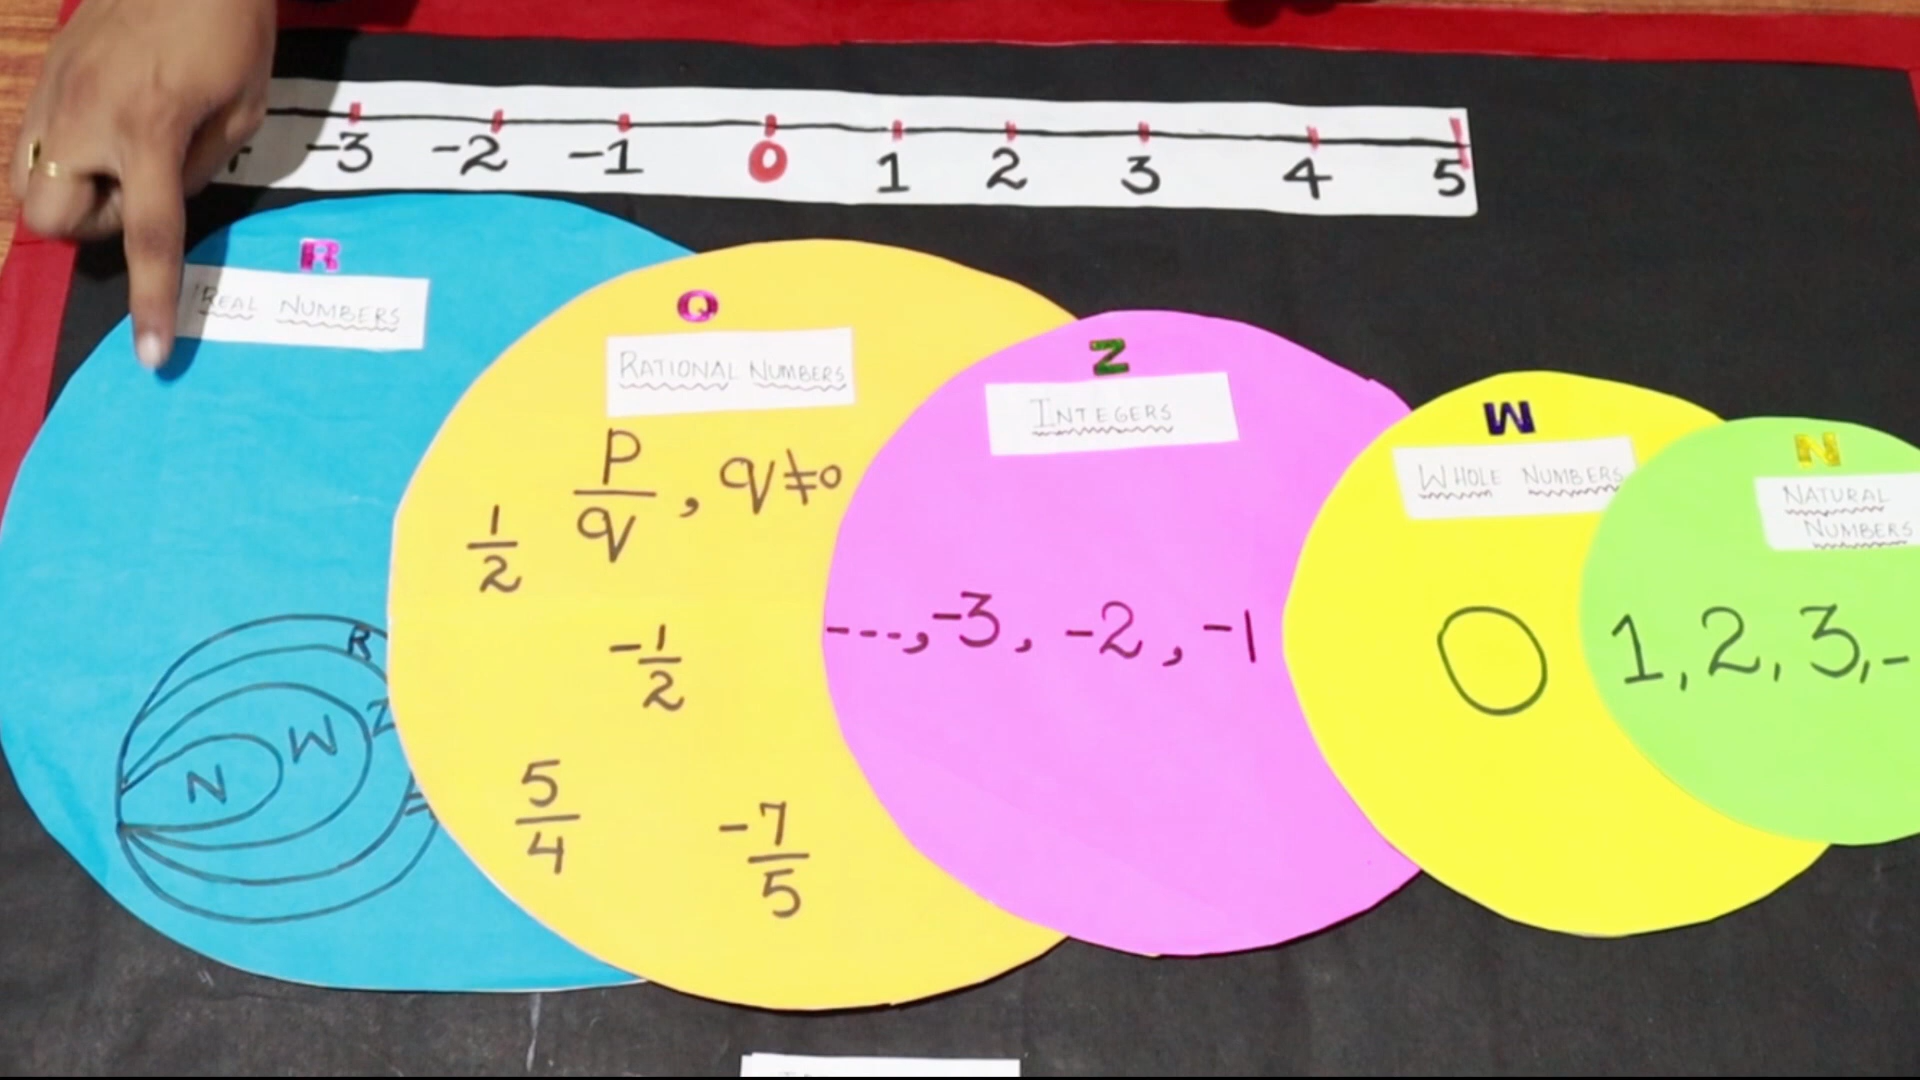 -3 -2 -1 0 1 2 3 4 5
R
REAL NUMBERS
R
Z
W
N
Q
RATIONAL NUMBERS
p/q, q≠0
1/2
-1/2
5/4
-7/5
Z
INTEGERS
---, -3, -2, -1
W
WHOLE NUMBERS
0
N
NATURAL
NUMBERS
1, 2, 3, -